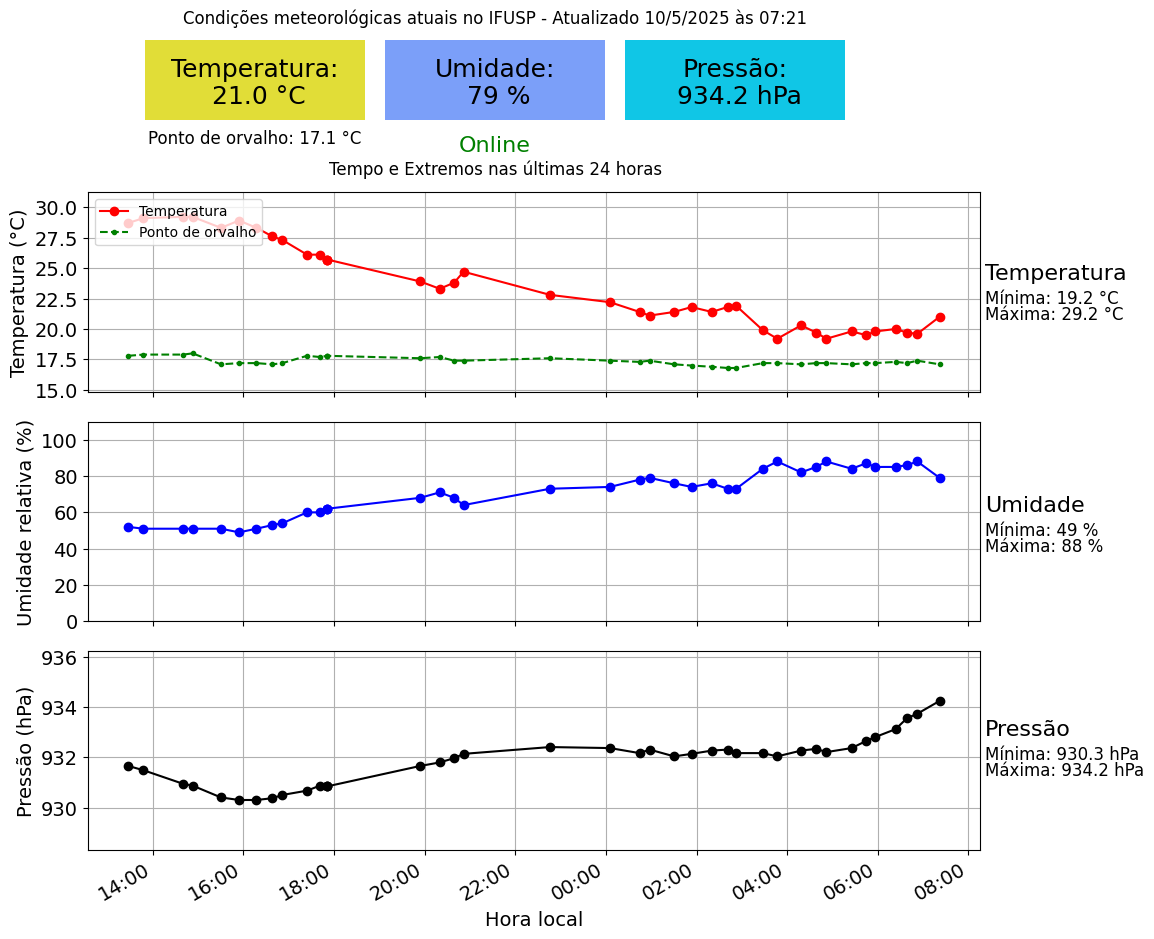 Condições meteorológicas atuais no IFUSP - Atualizado 10/5/2025 às 07:21
Temperatura:
21.0 °C
Umidade:
79 %
Pressão:
934.2 hPa
Ponto de orvalho: 17.1 °C
Online
Tempo e Extremos nas últimas 24 horas
Temperatura (°C)
30.0
27.5
25.0
22.5
20.0
17.5
15.0
Temperatura
Ponto de orvalho
Temperatura
Mínima: 19.2 °C
Máxima: 29.2 °C
Umidade relativa (%)
100
80
60
40
20
0
Umidade
Mínima: 49 %
Máxima: 88 %
Pressão (hPa)
936
934
932
930
Pressão
Mínima: 930.3 hPa
Máxima: 934.2 hPa
14:00
16:00
18:00
20:00
22:00
00:00
02:00
04:00
06:00
08:00
Hora local